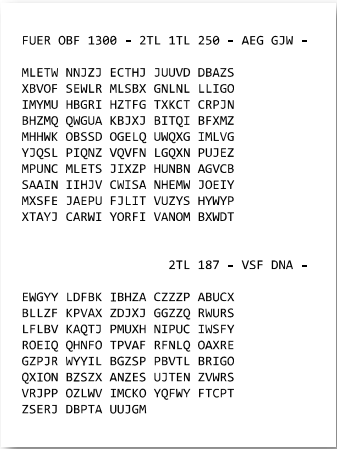 FUER OBF 1300 - 2TL 1TL 250 - AEG GJW -
MLETW NNJZJ ECTHJ JUUVD DBAZS
XBVOF SEWLR MLSBX GNLNL LLIGO
IMYMU HBGRI HZTFG TXKCT CRPJN
BHZMQ QWGUA KBJXJ BITQI BFXMZ
MHHWK OBSSD OGELQ UWQXG IMLVG
YJQSL PIQNZ VQVFN LGQXN PUJEZ
MPUNC MLETS JIXZP HUNBN AGVCB
SAAIN IIHJV CWISA NHEMW JOEIY
MXSFE JAEPU FJLIT VUZYS HYWYP
XTAYJ CARWI YORFI VANOM BXWDT
2TL 187 - VSF DNA -
EWGYY LDFBK IBHZA CZZZP ABUCX
BLLZF KPVAX ZDJXJ GGZZQ RWURS
LFLBV KAQTJ PMUXH NIPUC IWSFY
ROEIQ QHNFO TPVAF RFNLQ OAXRE
GZPJR WYYIL BGZSP PBVTL BRIGO
QXION BZSZX ANZES UJTEN ZVWRS
VRJPP OZLWV IMCKO YQFWY FTCPT
ZSERJ DBPTA UUJGM